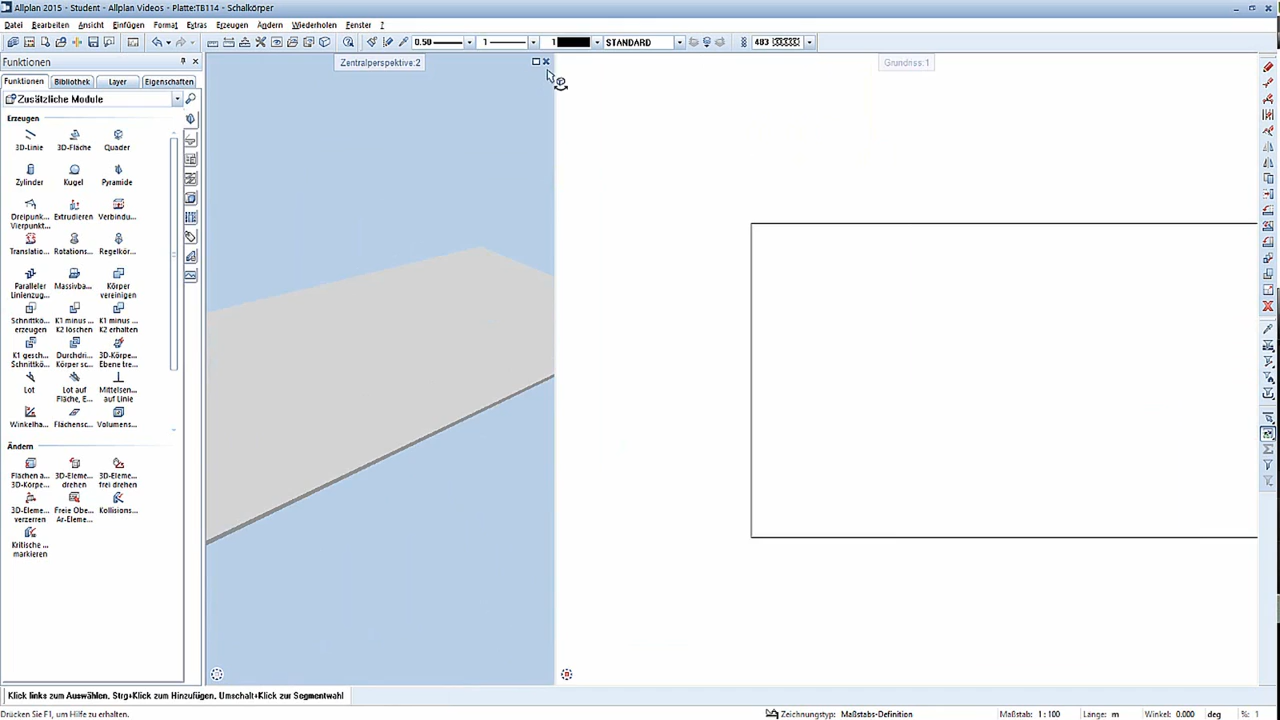 Allplan 2015 - Student - Allplan Videos - Platte:TB114 - Schalkörper
Datei Bearbeiten Ansicht Einfügen Format Extras Erzeugen Ändern Wiederholen Fenster ?
0.50 1 1 STANDARD 403
Funktionen
Zentralperspektive:2
Grundriss:1
Funktionen Bibliothek Layer Eigenschaften
Zusätzliche Module
Erzeugen
3D-Linie 3D-Fläche Quader
Zylinder Kugel Pyramide
Dreipunk... Extrudieren Verbindu...
Vierpunkt...
Translatio... Rotations... Regelkör...
Paralleler Massivba... Körper
Linienzug... vereinigen
Schnittkö... K1 minus ... K1 minus ...
erzeugen K2 löschen K2 erhalten
K1 gesch... Durchdri... 3D-Körpe...
Schnittkö... Körper sc... Ebene tre...
Lot Lot auf Mittelsen...
Fläche, E... auf Linie
Winkelha... Flächensc... Volumens...
Ändern
Flächen a... 3D-Eleme... 3D-Eleme...
3D-Körpe... drehen frei drehen
3D-Eleme... Freie Obe... Kollisions...
verzerren Ar-Eleme...
Kritische ...
markieren
Klick links zum Auswählen, Strg+Klick zum Hinzufügen, Umschalt+Klick zur Segmentwahl
Drücken Sie F1, um Hilfe zu erhalten.
Zeichnungstyp: Maßstabs-Definition Maßstab: 1 : 100 Länge: m Winkel: 0.000 deg %: 1